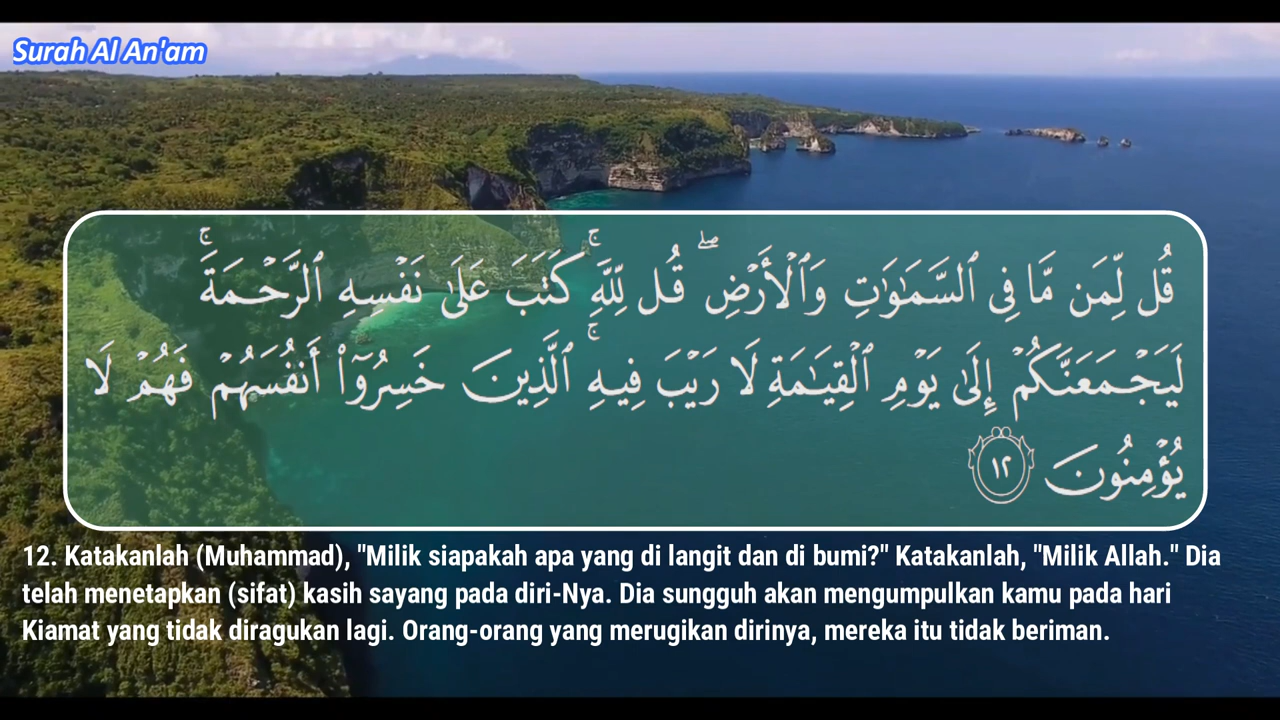 Surah Al An'am
قُل لِّمَن مَّا فِى ٱلسَّمَـٰوَٰتِ وَٱلْأَرْضِ ۖ قُل لِّلَّهِ ۚ كَتَبَ عَلَىٰ نَفْسِهِ ٱلرَّحْمَةَ ۚ
لَيَجْمَعَنَّكُمْ إِلَىٰ يَوْمِ ٱلْقِيَـٰمَةِ لَا رَيْبَ فِيهِ ۚ ٱلَّذِينَ خَسِرُوٓا۟ أَنفُسَهُمْ فَهُمْ لَا
يُؤْمِنُونَ ١٢
12. Katakanlah (Muhammad), "Milik siapakah apa yang di langit dan di bumi?" Katakanlah, "Milik Allah." Dia
telah menetapkan (sifat) kasih sayang pada diri-Nya. Dia sungguh akan mengumpulkan kamu pada hari
Kiamat yang tidak diragukan lagi. Orang-orang yang merugikan dirinya, mereka itu tidak beriman.